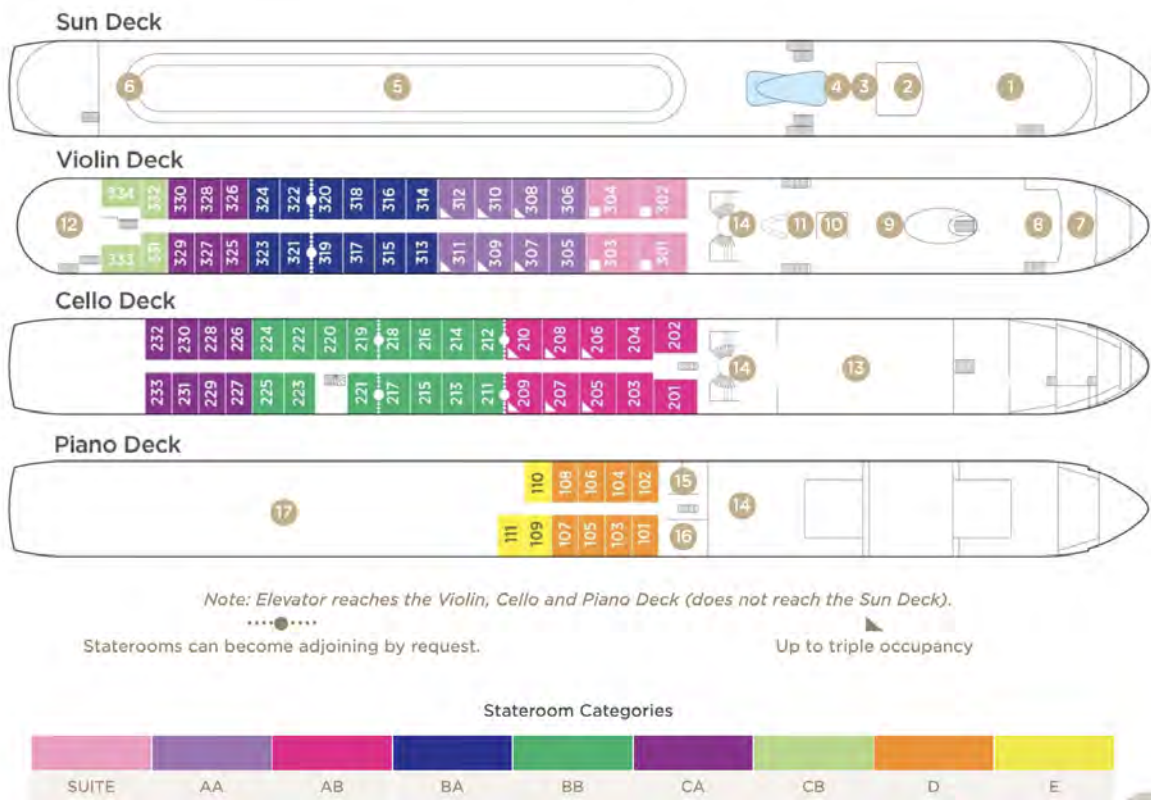 Sun Deck
6 5 4 3 2 1
Violin Deck
334 332 330 328 326 324 322 320 318 316 314 312 310 308 306 304 302
12 14 11 10 9 8 7
333 331 329 327 325 323 321 319 317 315 313 311 309 307 305 303 301
Cello Deck
232 230 228 226 224 222 220 219 218 216 214 212 210 208 206 204 202
14 13
233 231 229 227 225 223 221 217 215 213 211 209 207 205 203 201
Piano Deck
110 108 106 104 102 15
17 14
111 109 107 105 103 101 16
Note: Elevator reaches the Violin, Cello and Piano Deck (does not reach the Sun Deck).
Staterooms can become adjoining by request. Up to triple occupancy
Stateroom Categories
SUITE AA AB BA BB CA CB D E